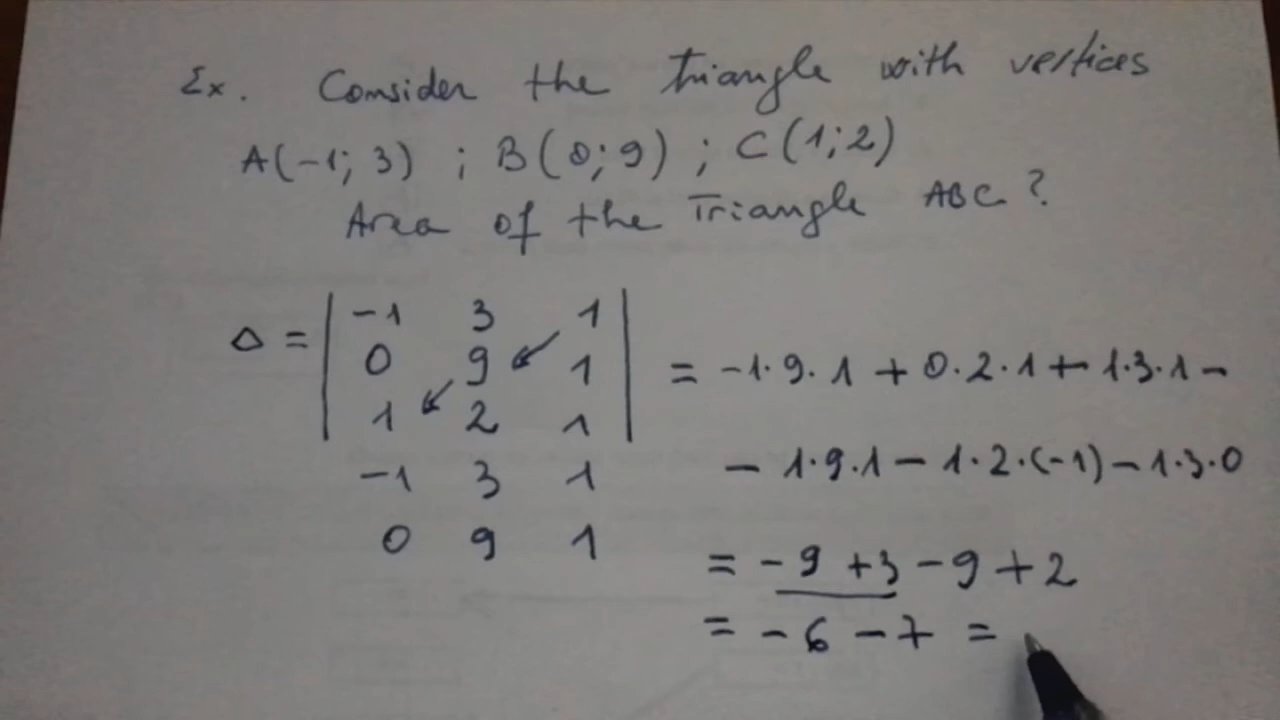 Ex. Consider the triangle with vertices
A(-1; 3) ; B(0; 9) ; C(1; 2)
Area of the Triangle ABC ?
Δ = | -1 3 1 |
| 0 9 1 | = -1·9·1 + 0·2·1 + 1·3·1 -
| 1 2 1 |
-1 3 1 - 1·9·1 - 1·2·(-1) - 1·3·0
0 9 1
= -9 +3 -9 +2
= -6 -7 =